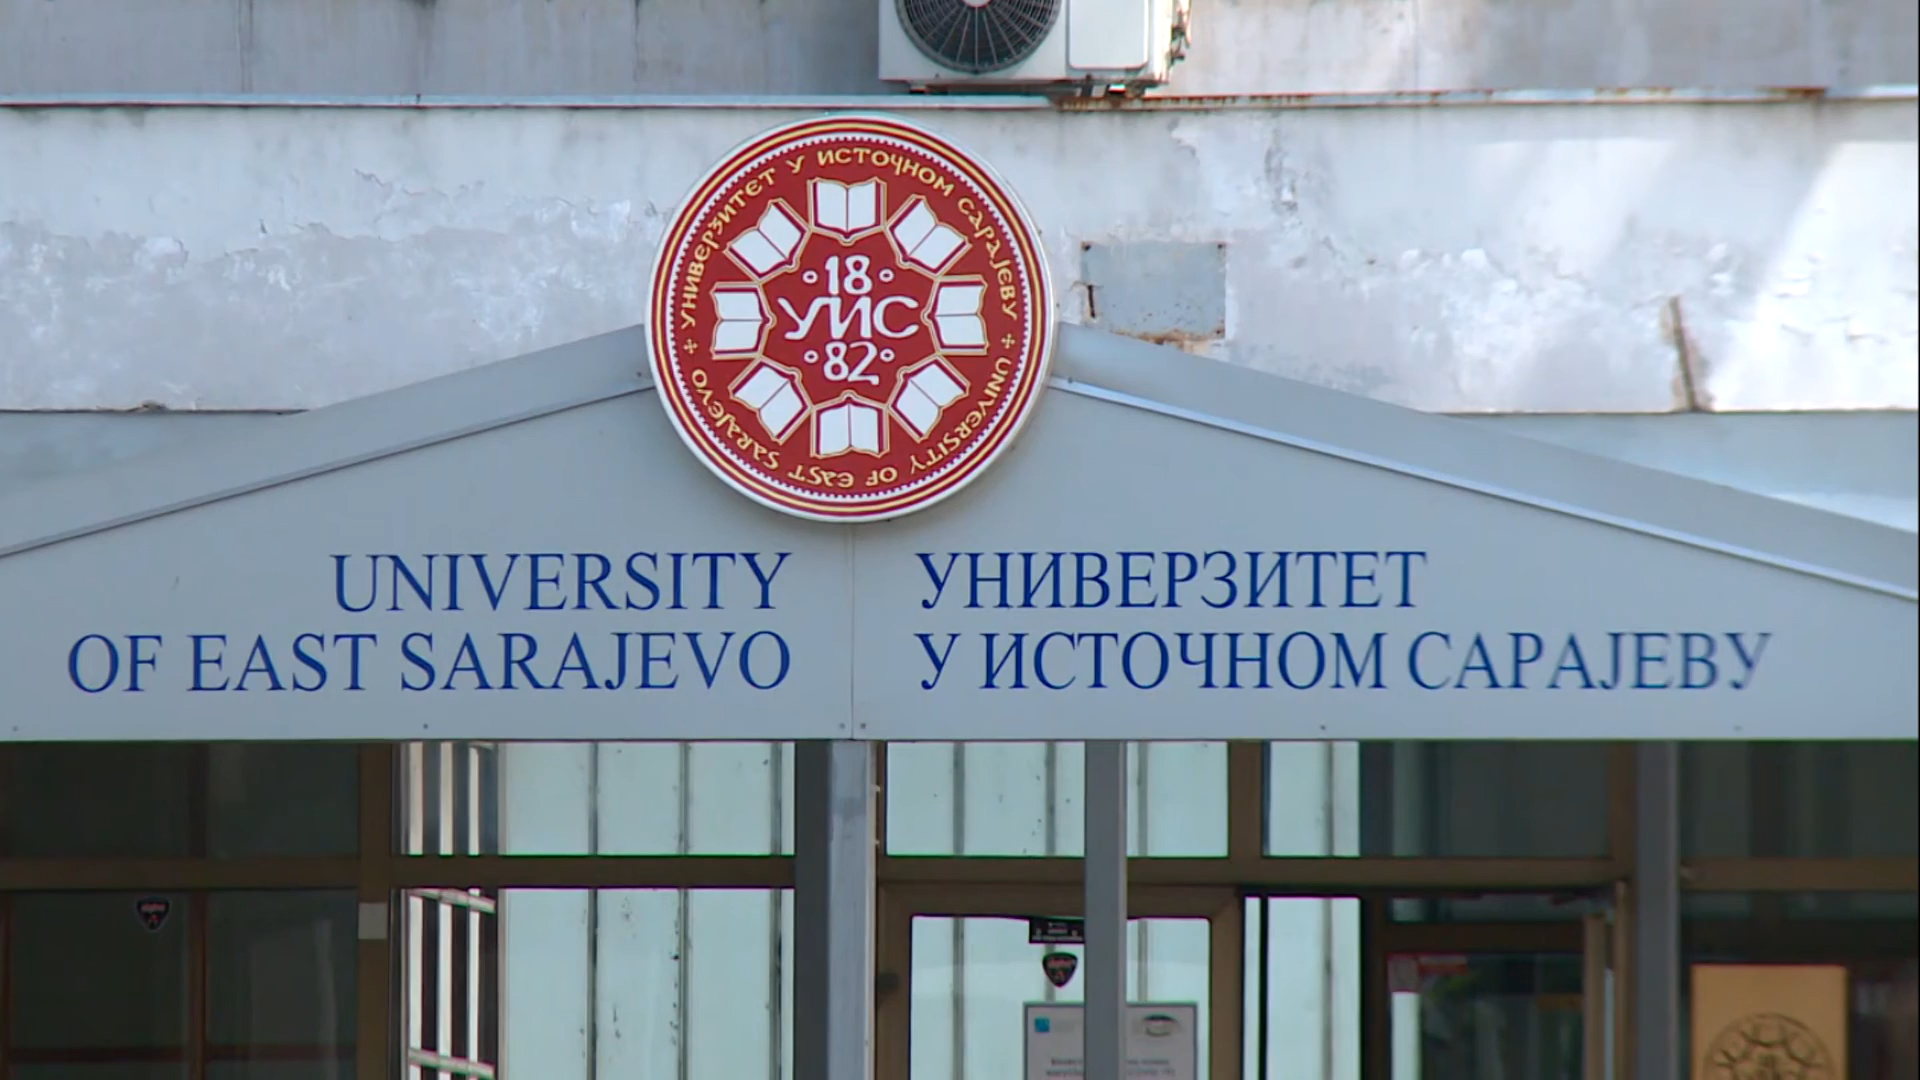 УНИВЕРЗИТЕТ У ИСТОЧНОМ САРАЈЕВУ
18
УИС
82
UNIVERSITY OF EAST SARAJEVO
UNIVERSITY
OF EAST SARAJEVO
УНИВЕРЗИТЕТ
У ИСТОЧНОМ САРАЈЕВУ